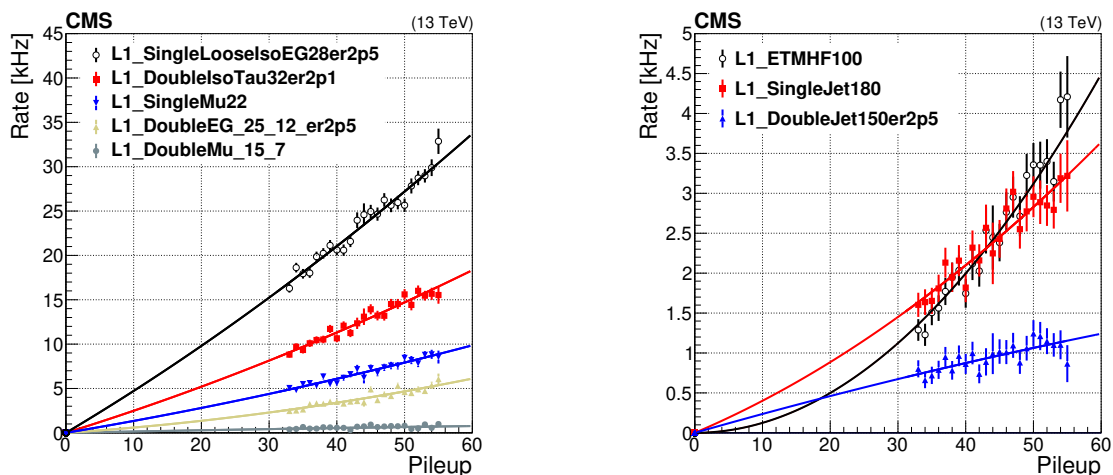 CMS (13 TeV)
Rate [kHz]
45
40
35
30
25
20
15
10
5
0
L1_SingleLooseIsoEG28er2p5
L1_DoubleIsoTau32er2p1
L1_SingleMu22
L1_DoubleEG_25_12_er2p5
L1_DoubleMu_15_7
0 10 20 30 40 50 60
Pileup
CMS (13 TeV)
Rate [kHz]
5
4.5
4
3.5
3
2.5
2
1.5
1
0.5
0
L1_ETMHF100
L1_SingleJet180
L1_DoubleJet150er2p5
0 10 20 30 40 50 60
Pileup